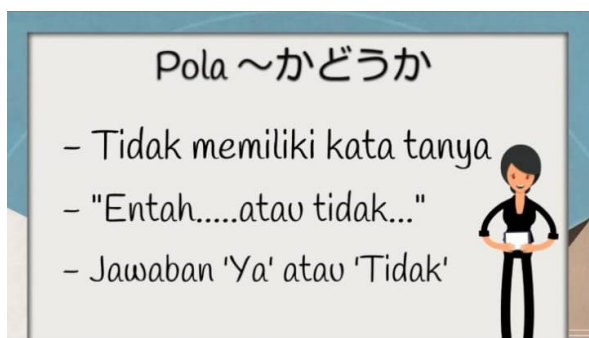 Pola ～かどうか
- Tidak memiliki kata tanya
- "Entah.....atau tidak..."
- Jawaban 'Ya' atau 'Tidak'